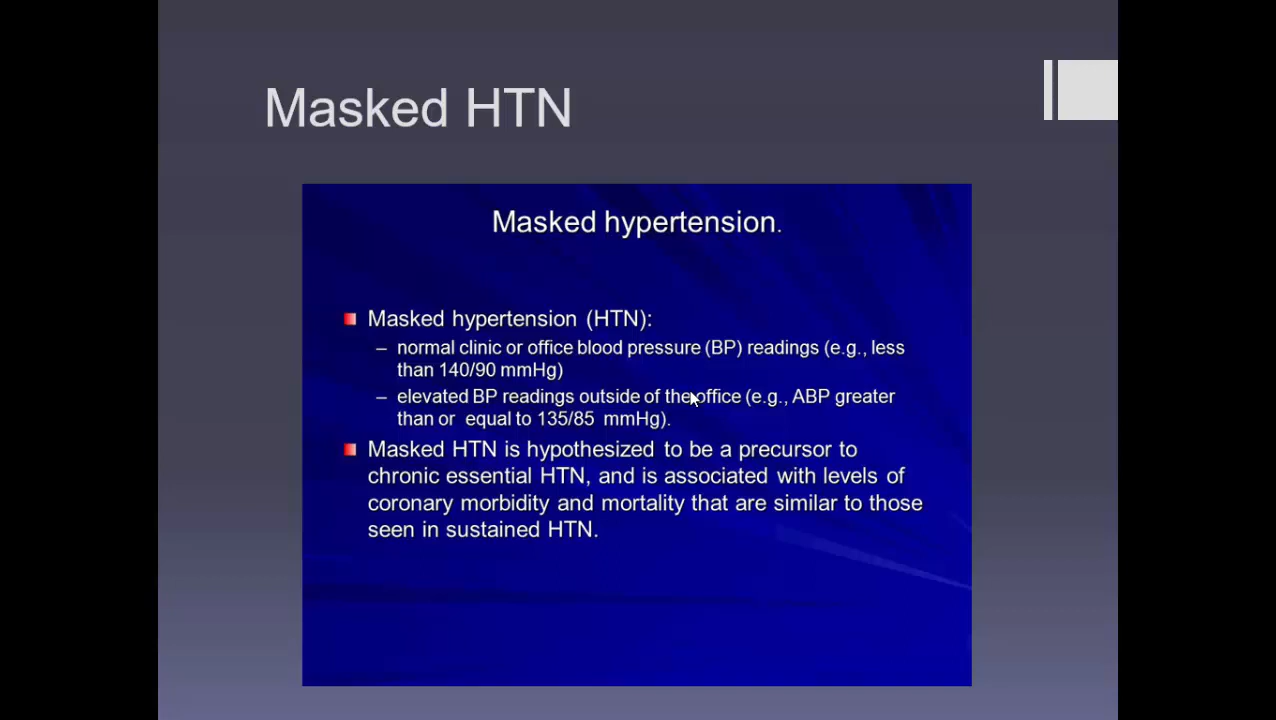 Masked HTN
Masked hypertension.
Masked hypertension (HTN):
– normal clinic or office blood pressure (BP) readings (e.g., less
than 140/90 mmHg)
– elevated BP readings outside of the office (e.g., ABP greater
than or equal to 135/85 mmHg).
Masked HTN is hypothesized to be a precursor to
chronic essential HTN, and is associated with levels of
coronary morbidity and mortality that are similar to those
seen in sustained HTN.